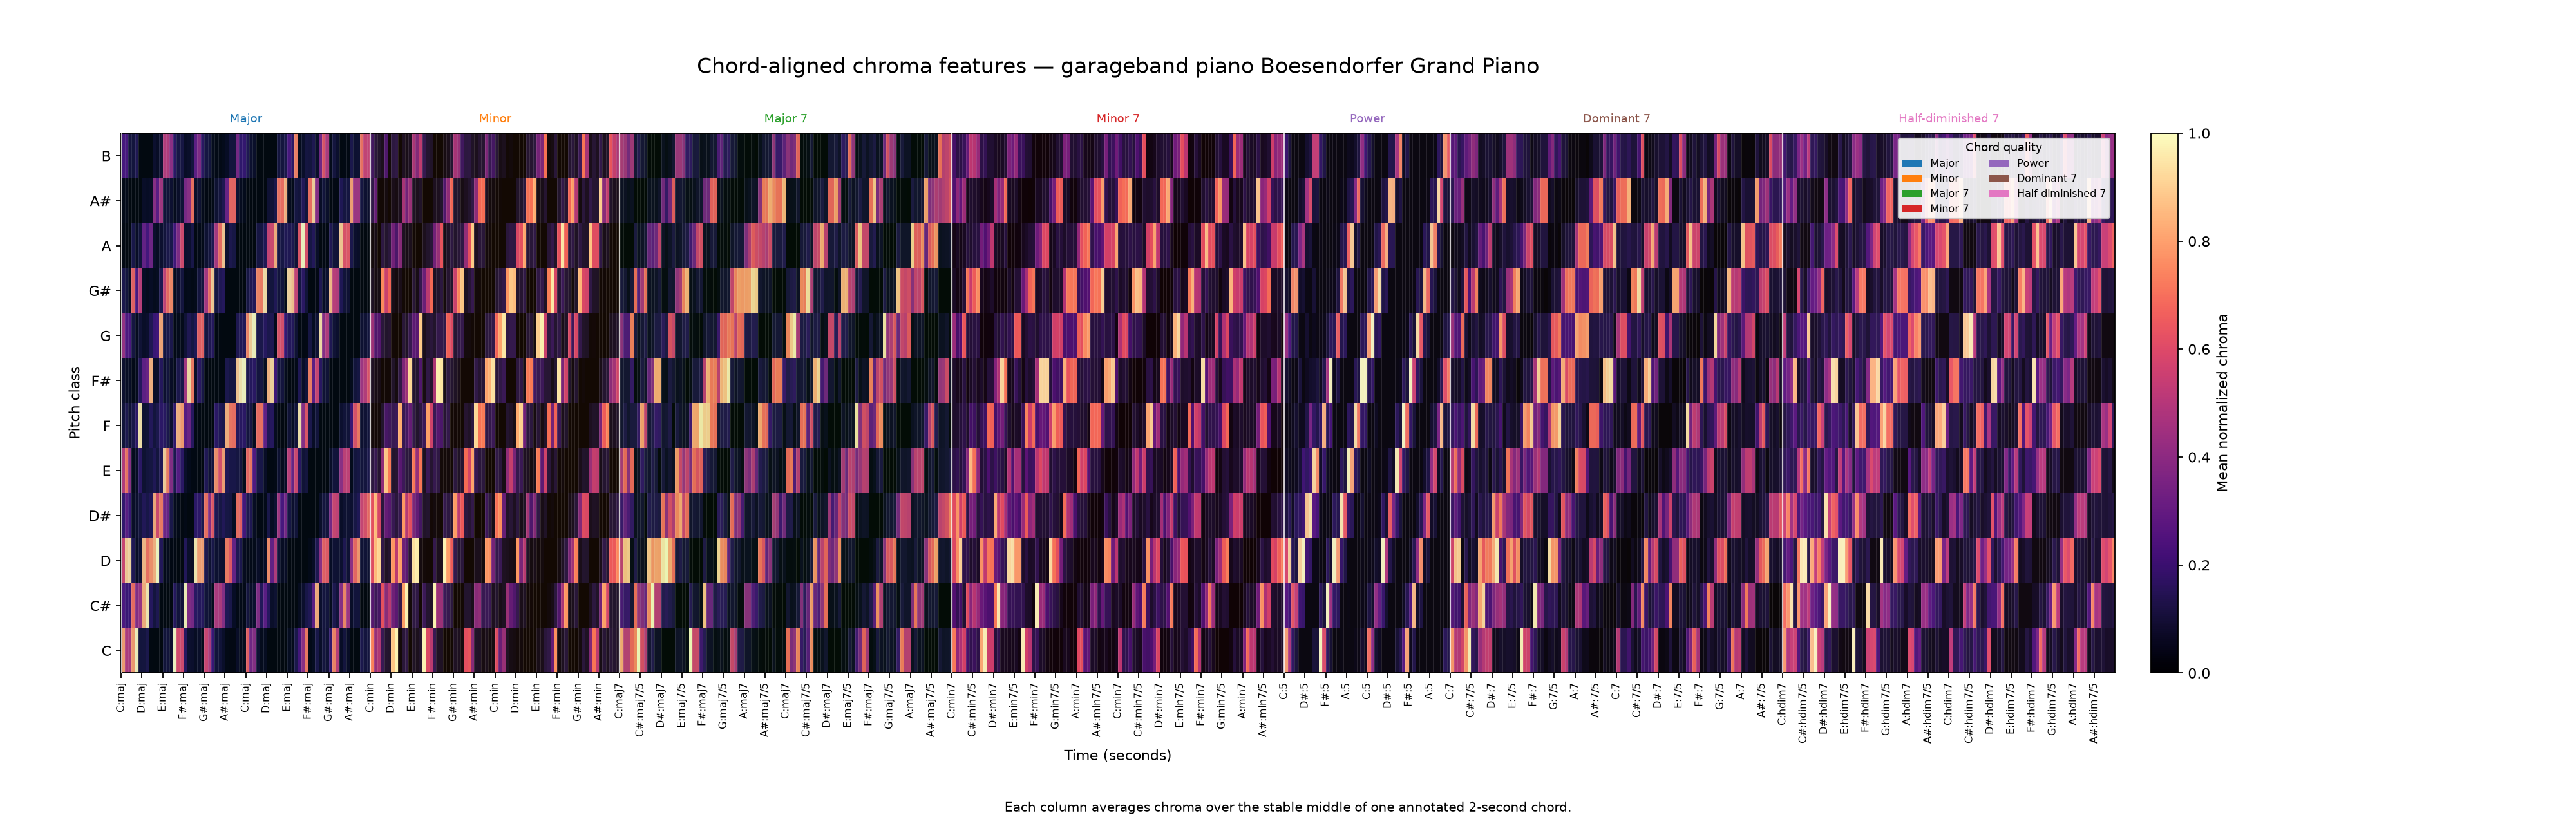 Chord-aligned chroma features — garageband piano Boesendorfer Grand Piano
Major Minor Major 7 Minor 7 Power Dominant 7 Half-diminished 7
Chord quality
Major Power
Minor Dominant 7
Major 7 Half-diminished 7
Minor 7
Pitch class
B
A#
A
G#
G
F#
F
E
D#
D
C#
C
C:maj D:maj E:maj F#:maj G#:maj A#:maj C:maj D:maj E:maj F#:maj G#:maj A#:maj C:min D:min E:min F#:min G#:min A#:min C:min D:min E:min F#:min G#:min A#:min C:maj7 C#:maj7/5 D#:maj7 E:maj7/5 F#:maj7 G:maj7/5 A:maj7 A#:maj7/5 C:maj7 C#:maj7/5 D#:maj7 E:maj7/5 F#:maj7 G:maj7/5 A:maj7 A#:maj7/5 C:min7 C#:min7/5 D#:min7 E:min7/5 F#:min7 G:min7/5 A:min7 A#:min7/5 C:min7 C#:min7/5 D#:min7 E:min7/5 F#:min7 G:min7/5 A:min7 A#:min7/5 C:5 D#:5 F#:5 A:5 C:5 D#:5 F#:5 A:5 C:7 C#:7/5 D#:7 E:7/5 F#:7 G:7/5 A:7 A#:7/5 C:7 C#:7/5 D#:7 E:7/5 F#:7 G:7/5 A:7 A#:7/5 C:hdim7 C#:hdim7/5 D#:hdim7 E:hdim7/5 F#:hdim7 G:hdim7/5 A:hdim7 A#:hdim7/5 C:hdim7 C#:hdim7/5 D#:hdim7 E:hdim7/5 F#:hdim7 G:hdim7/5 A:hdim7 A#:hdim7/5
Time (seconds)
1.0
0.8
0.6
0.4
0.2
0.0
Mean normalized chroma
Each column averages chroma over the stable middle of one annotated 2-second chord.